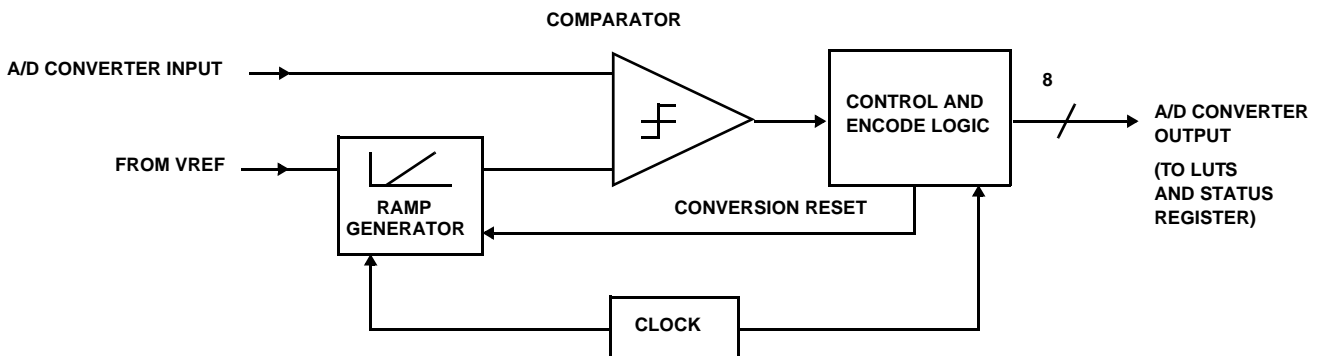 COMPARATOR
A/D CONVERTER INPUT
8
CONTROL AND
ENCODE LOGIC
A/D CONVERTER
OUTPUT
(TO LUTS
AND STATUS
REGISTER)
FROM VREF
RAMP
GENERATOR
CONVERSION RESET
CLOCK